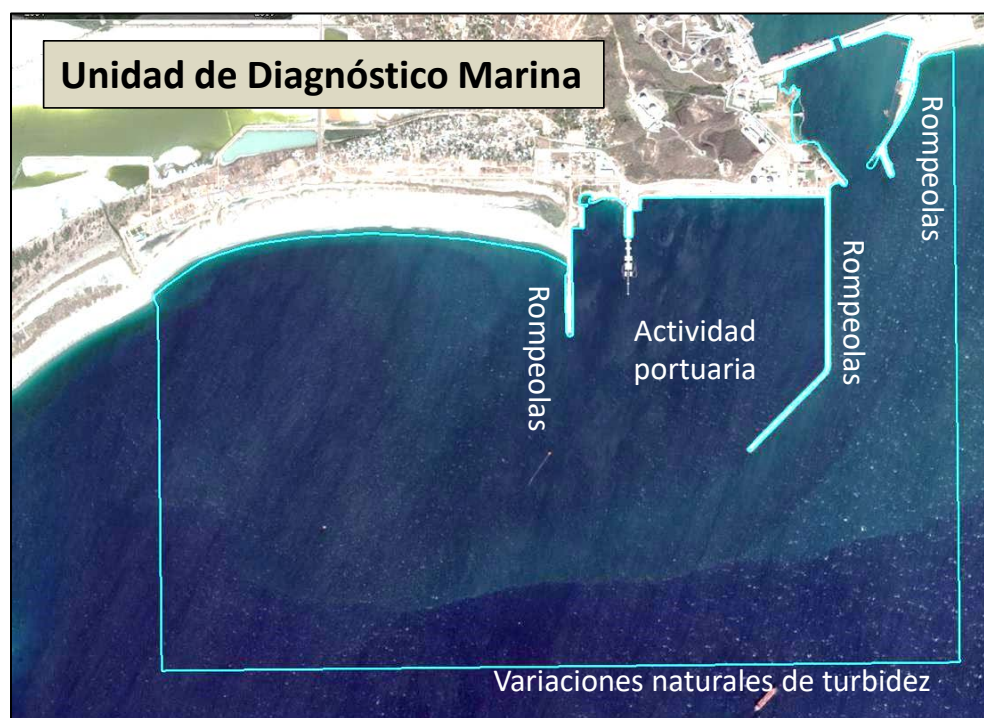 Unidad de Diagnóstico Marina
Rompeolas
Rompeolas
Rompeolas
Actividad
portuaria
Variaciones naturales de turbidez